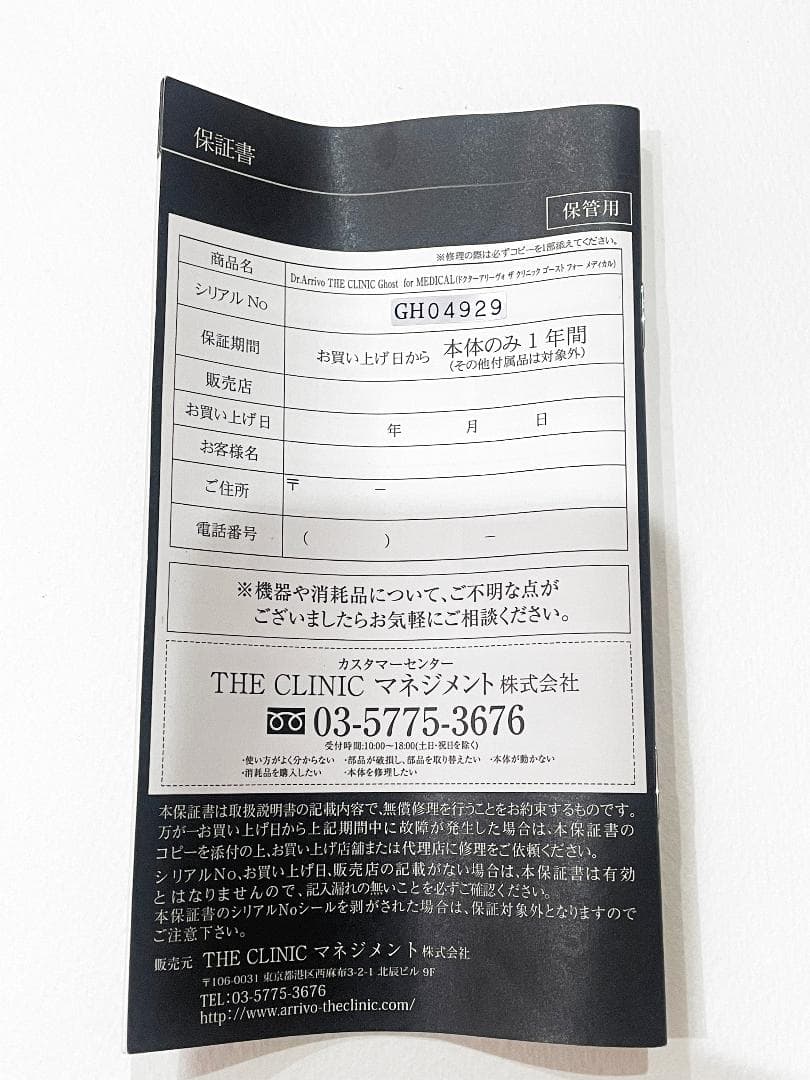 保証書
保管用
※修理の際は必ずコピーを1部添えてください。
商品名 Dr.Arrivo THE CLINIC Ghost for MEDICAL(ドクターアリーヴォ ザ クリニック ゴースト フォー メディカル)
シリアル No GH04929
保証期間 お買い上げ日から 本体のみ1年間
(その他付属品は対象外)
販売店
お買い上げ日 年 月 日
お客様名
ご住所 〒 －
電話番号 ( ) －
※機器や消耗品について、ご不明な点が
ございましたらお気軽にご相談ください。
カスタマーセンター
THE CLINIC マネジメント 株式会社
03-5775-3676
受付時間:10:00～18:00(土日・祝日を除く)
・使い方がよく分からない ・部品が破損し、部品を取り替えたい ・本体が動かない
・消耗品を購入したい ・本体を修理したい
本保証書は取扱説明書の記載内容で、無償修理を行うことをお約束するものです。
万が一お買い上げ日から上記期間中に故障が発生した場合は、本保証書の
コピーを添付の上、お買い上げ店舗または代理店に修理をご依頼ください。
シリアルNo、お買い上げ日、販売店の記載がない場合は、本保証書は有効
とはなりませんので、記入漏れの無いことを必ずご確認ください。
本保証書のシリアルNoシールを剥がされた場合は、保証対象外となりますので
ご注意下さい。
販売元 THE CLINIC マネジメント 株式会社
〒106-0031 東京都港区西麻布3-2-1 北辰ビル 9F
TEL:03-5775-3676
http://www.arrivo-theclinic.com/